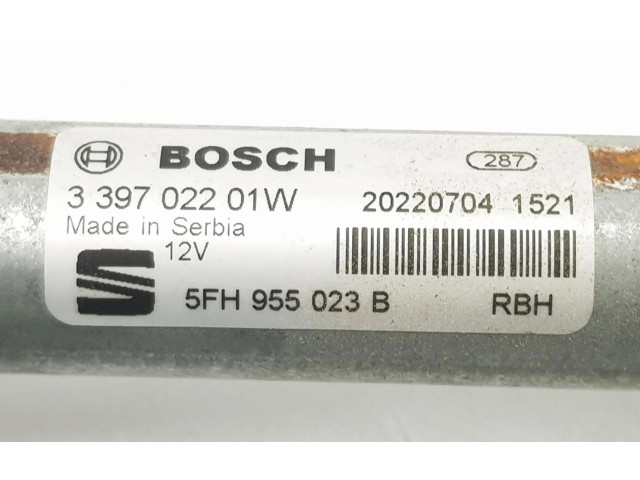 BOSCH 287
3 397 022 01W 20220704 1521
Made in Serbia
12V
5FH 955 023 B RBH